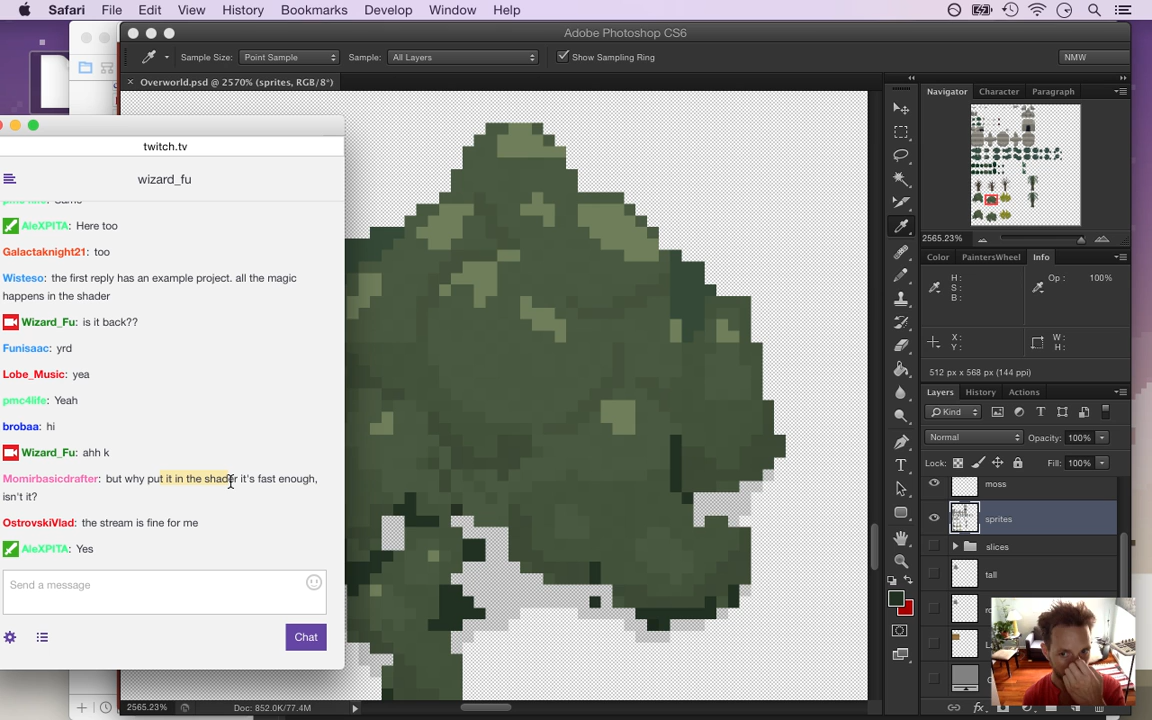 Safari File Edit View History Bookmarks Develop Window Help
Adobe Photoshop CS6
Sample Size: Point Sample Sample: All Layers Show Sampling Ring NMW
× Overworld.psd @ 2570% (sprites, RGB/8*)
Navigator Character Paragraph
2565.23%
Color PaintersWheel Info
H: Op: 100%
S:
B:
X: W:
Y: H:
512 px x 568 px (144 ppi)
Layers History Actions
Kind
Normal Opacity: 100%
Lock: Fill: 100%
moss
sprites
slices
tall
2565.23% Doc: 852.0K/77.4M
twitch.tv
wizard_fu
AleXPITA: Here too
Galactaknight21: too
Wisteso: the first reply has an example project. all the magic
happens in the shader
Wizard_Fu: is it back??
Funisaac: yrd
Lobe_Music: yea
pmc4life: Yeah
brobaa: hi
Wizard_Fu: ahh k
Momirbasicdrafter: but why put it in the shader it's fast enough,
isn't it?
OstrovskiVlad: the stream is fine for me
AleXPITA: Yes
Send a message
Chat